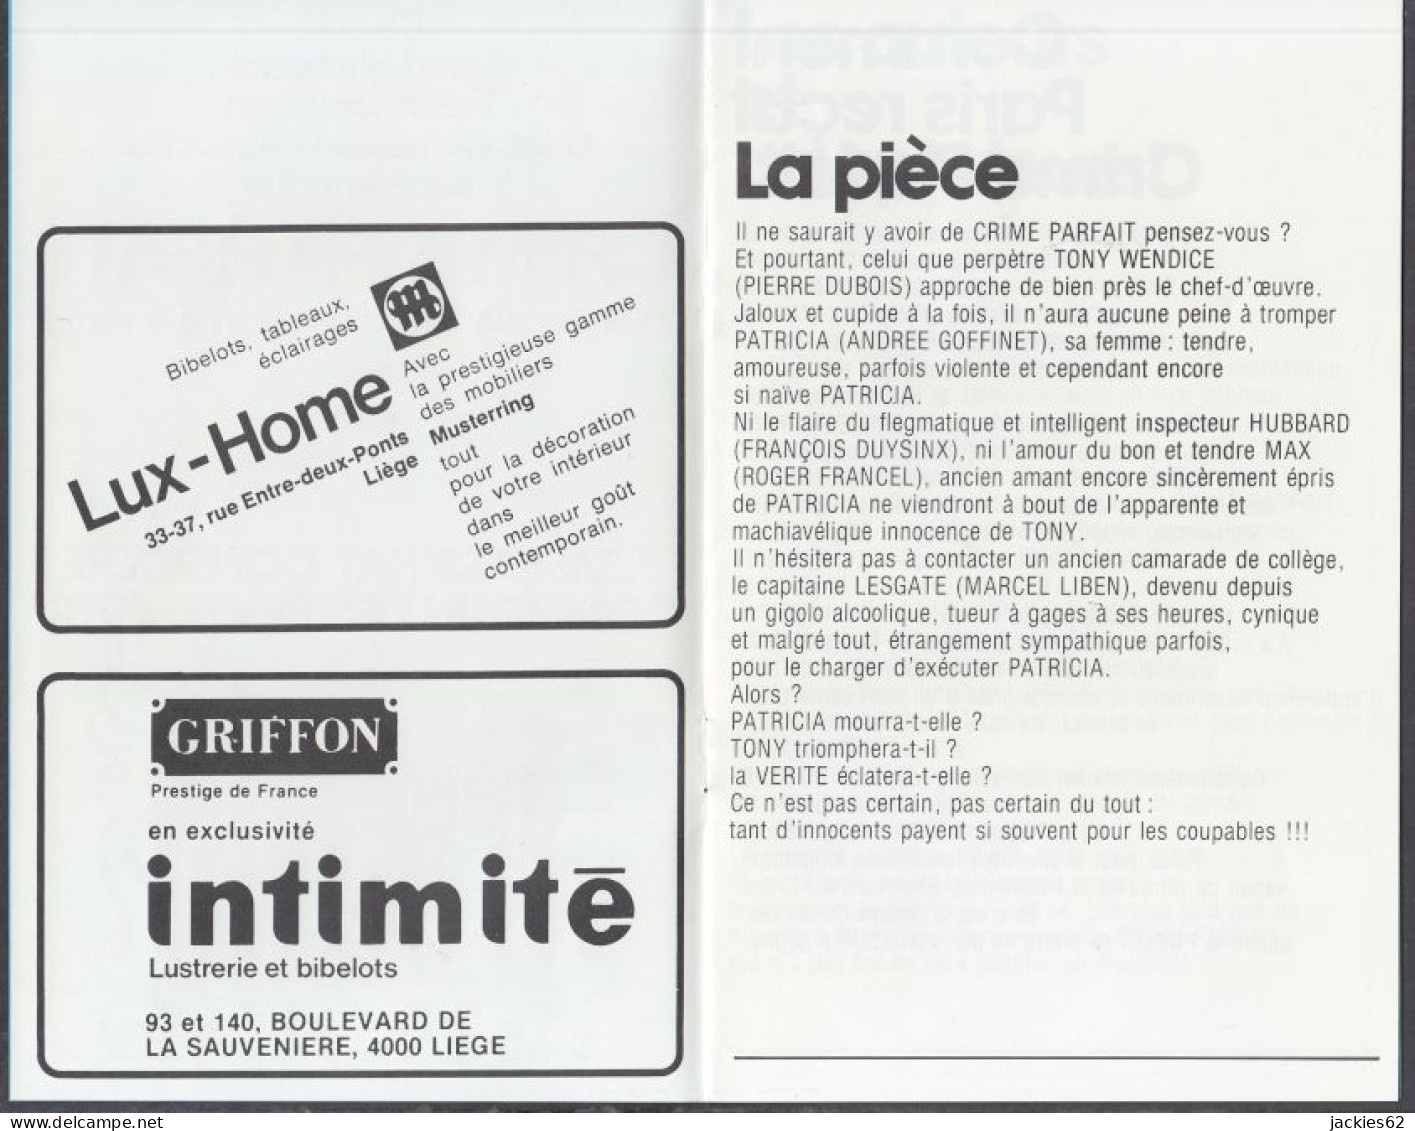 Bibelots, tableaux,
éclairages
Lux-Home
33-37, rue Entre-deux-Ponts
Liège
Avec
la prestigieuse gamme
des mobiliers
Musterring
tout
pour la décoration
de votre intérieur
dans
le meilleur goût
contemporain.
GRIFFON
Prestige de France
en exclusivité
intimité
Lustrerie et bibelots
93 et 140, BOULEVARD DE
LA SAUVENIERE, 4000 LIEGE
La pièce
Il ne saurait y avoir de CRIME PARFAIT pensez-vous ?
Et pourtant, celui que perpètre TONY WENDICE
(PIERRE DUBOIS) approche de bien près le chef-d'œuvre.
Jaloux et cupide à la fois, il n'aura aucune peine à tromper
PATRICIA (ANDREE GOFFINET), sa femme : tendre,
amoureuse, parfois violente et cependant encore
si naïve PATRICIA.
Ni le flaire du flegmatique et intelligent inspecteur HUBBARD
(FRANÇOIS DUYSINX), ni l'amour du bon et tendre MAX
(ROGER FRANCEL), ancien amant encore sincèrement épris
de PATRICIA ne viendront à bout de l'apparente et
machiavélique innocence de TONY.
Il n'hésitera pas à contacter un ancien camarade de collège,
le capitaine LESGATE (MARCEL LIBEN), devenu depuis
un gigolo alcoolique, tueur à gages à ses heures, cynique
et malgré tout, étrangement sympathique parfois,
pour le charger d'exécuter PATRICIA.
Alors ?
PATRICIA mourra-t-elle ?
TONY triomphera-t-il ?
la VERITE éclatera-t-elle ?
Ce n'est pas certain, pas certain du tout :
tant d'innocents payent si souvent pour les coupables !!!
www.delcampe.net
jackies62